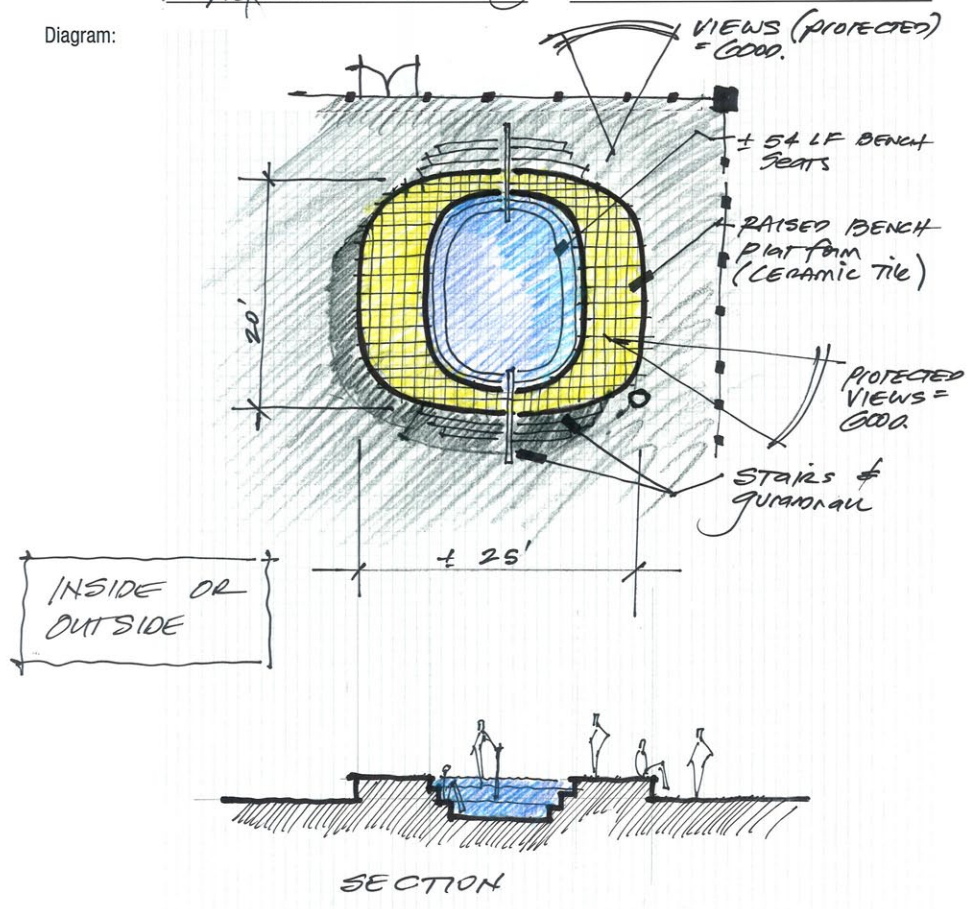 Diagram:
VIEWS (PROTECTED)
= GOOD.
± 54 LF BENCH
SEATS
RAISED BENCH
PLATFORM
(CERAMIC TILE)
20'
PROTECTED
VIEWS =
GOOD.
STAIRS &
± 25'
INSIDE OR
OUTSIDE
SECTION